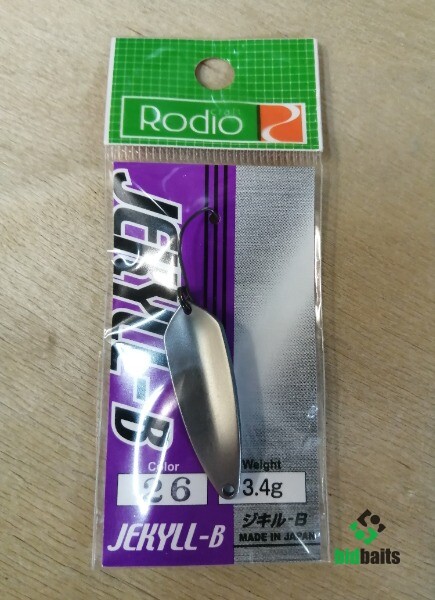 Rodio
JEKYLL-B
Color
Weight
26
3.4g
JEKYLL-B
ジキル-B
MADE IN JAPAN
bidbaits